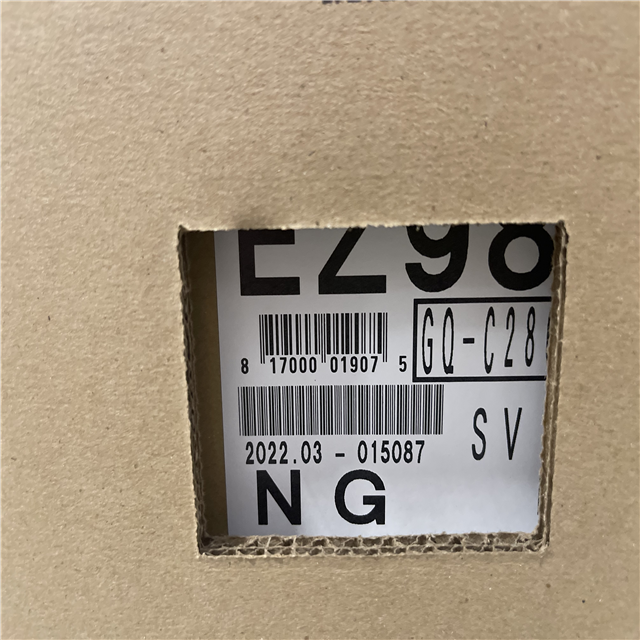 EZ98
8 17000 01907 5
GQ-C28
2022.03 - 015087
SV
NG